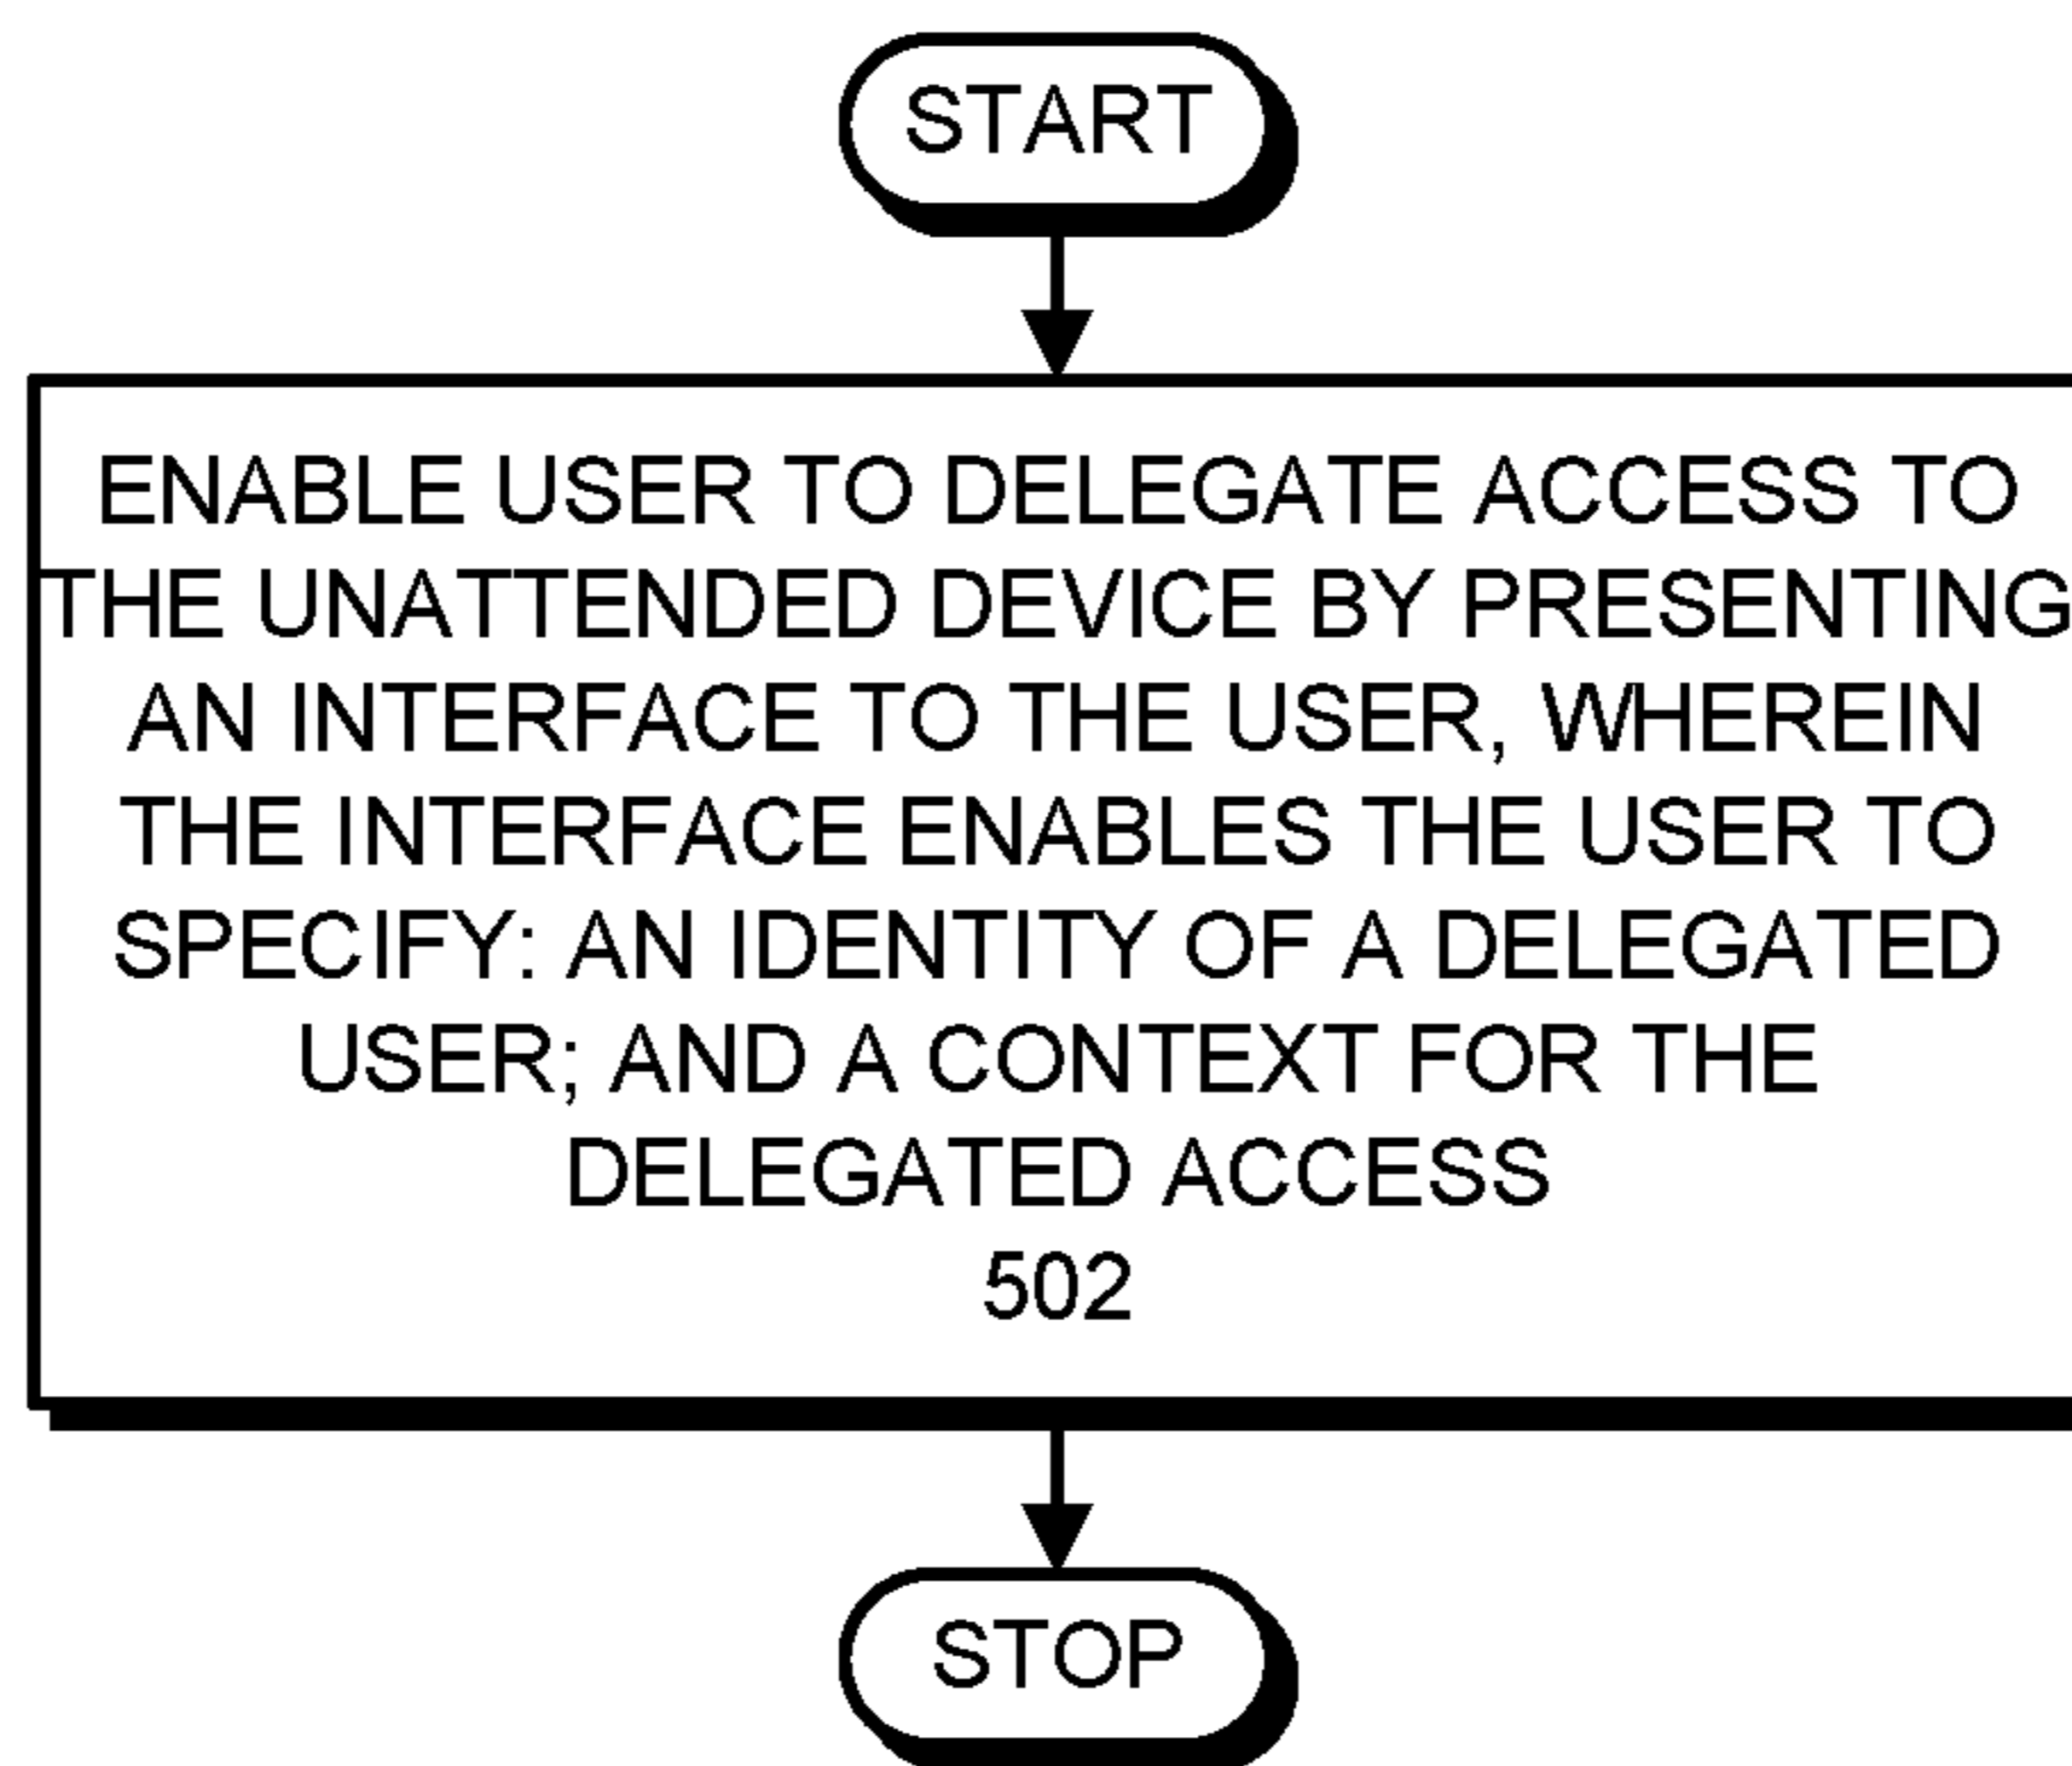 START
ENABLE USER TO DELEGATE ACCESS TO
THE UNATTENDED DEVICE BY PRESENTING
AN INTERFACE TO THE USER, WHEREIN
THE INTERFACE ENABLES THE USER TO
SPECIFY: AN IDENTITY OF A DELEGATED
USER; AND A CONTEXT FOR THE
DELEGATED ACCESS
502
STOP